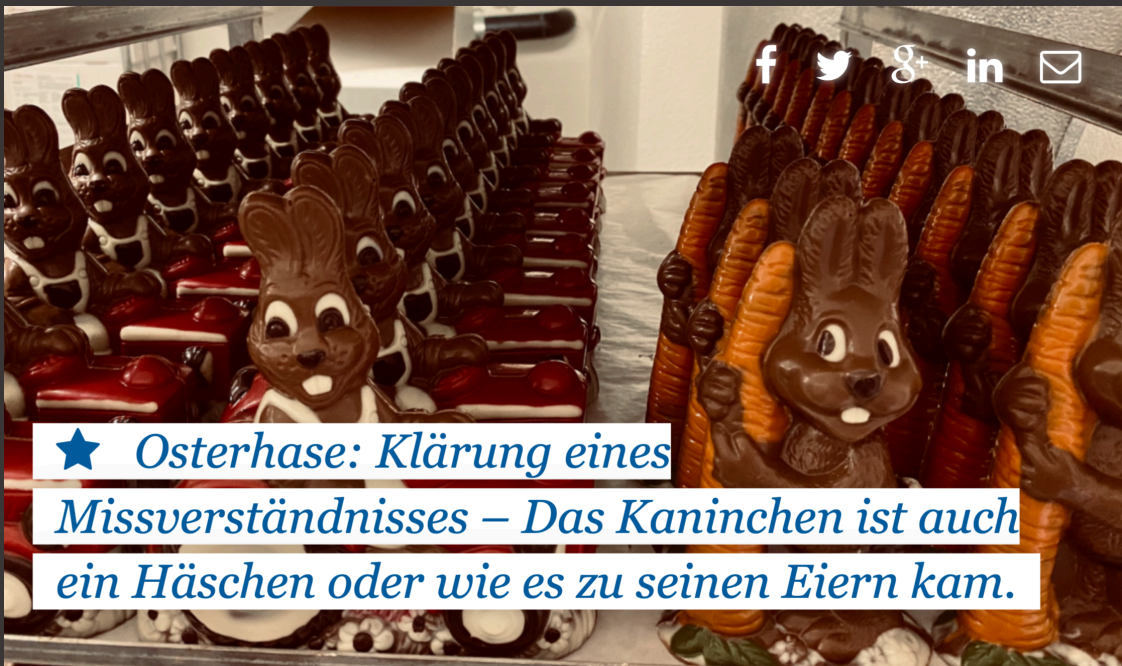 Osterhase: Klärung eines
Missverständnisses – Das Kaninchen ist auch
ein Häschen oder wie es zu seinen Eiern kam.